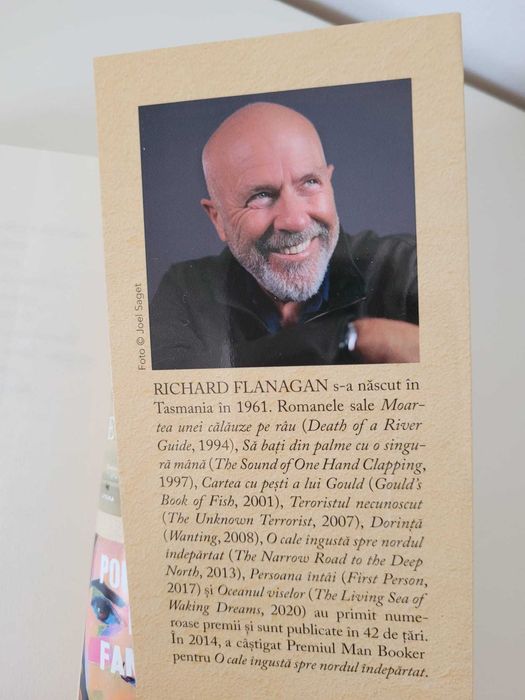 Foto © Joel Saget
RICHARD FLANAGAN s-a născut în
Tasmania în 1961. Romanele sale Moar-
tea unei călăuze pe râu (Death of a River
Guide, 1994), Să bați din palme cu o singu-
ră mână (The Sound of One Hand Clapping,
1997), Cartea cu pești a lui Gould (Gould's
Book of Fish, 2001), Teroristul necunoscut
(The Unknown Terrorist, 2007), Dorință
(Wanting, 2008), O cale îngustă spre nordul
îndepărtat (The Narrow Road to the Deep
North, 2013), Persoana întâi (First Person,
2017) și Oceanul viselor (The Living Sea of
Waking Dreams, 2020) au primit nume-
roase premii și sunt publicate în 42 de țări.
În 2014, a câștigat Premiul Man Booker
pentru O cale îngustă spre nordul îndepărtat.